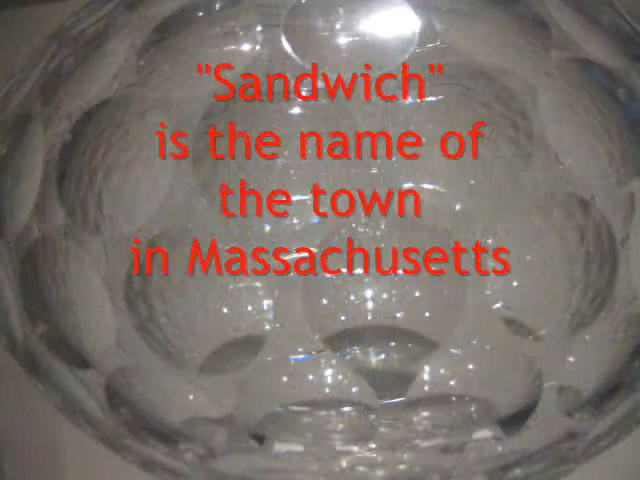 "Sandwich"
is the name of
the town
in Massachusetts